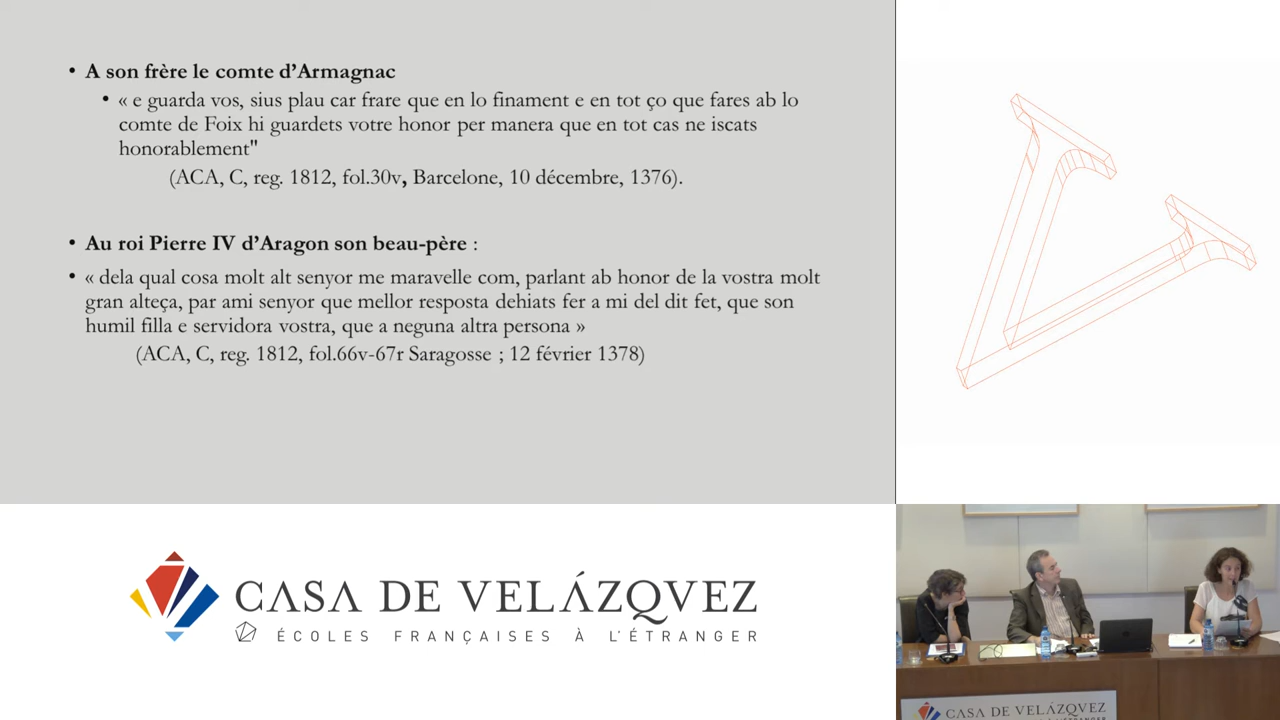 • A son frère le comte d'Armagnac
• « e guarda vos, sius plau car frare que en lo finament e en tot ço que fares ab lo
comte de Foix hi guardets votre honor per manera que en tot cas ne iscats
honorablement"
(ACA, C, reg. 1812, fol.30v, Barcelone, 10 décembre, 1376).
• Au roi Pierre IV d'Aragon son beau-père :
• « dela qual cosa molt alt senyor me maravelle com, parlant ab honor de la vostra molt
gran alteça, par ami senyor que mellor resposta dehiats fer a mi del dit fet, que son
humil filla e servidora vostra, que a neguna altra persona »
(ACA, C, reg. 1812, fol.66v-67r Saragosse ; 12 février 1378)
CASA DE VELÁZQVEZ
ÉCOLES FRANÇAISES À L'ÉTRANGER
CASA DE VELÁZQVEZ